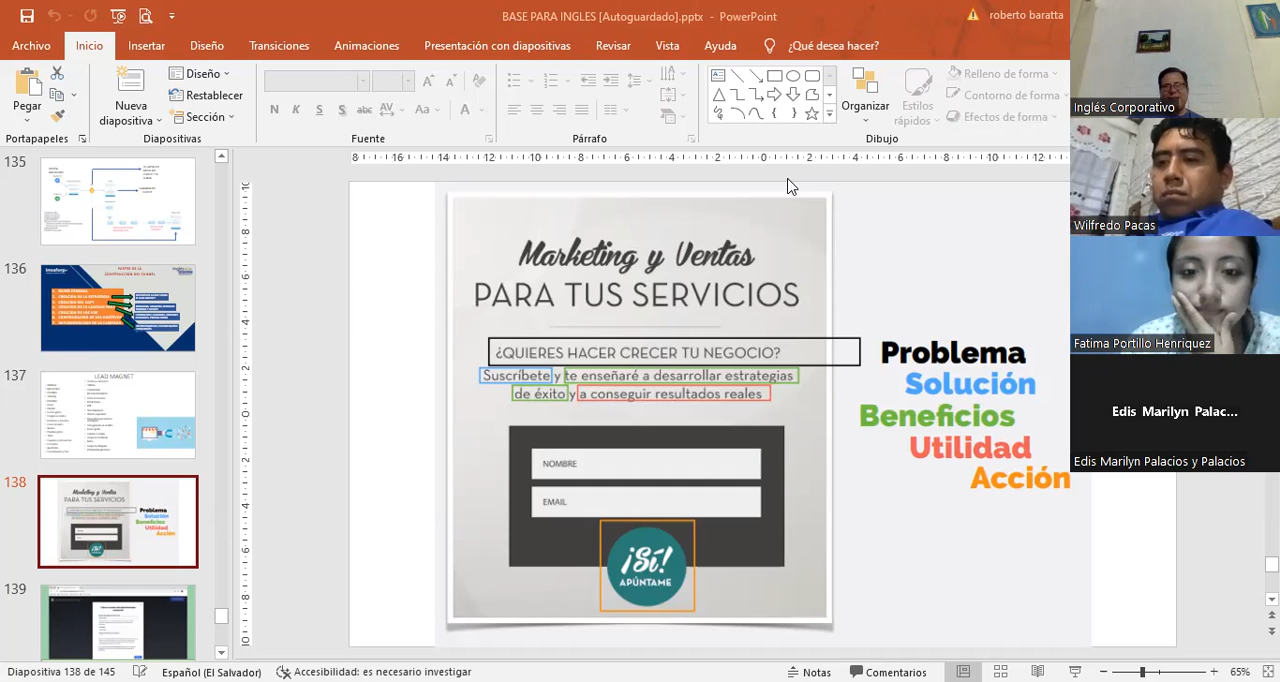 BASE PARA INGLES [Autoguardado].pptx - PowerPoint
roberto baratta
Archivo Inicio Insertar Diseño Transiciones Animaciones Presentación con diapositivas Revisar Vista Ayuda ¿Qué desea hacer?
Pegar
Nueva diapositiva
Diseño
Restablecer
Sección
N K S S abc AV Aa A
Organizar
Estilos rápidos
Relleno de forma
Contorno de forma
Efectos de forma
Portapapeles Diapositivas Fuente Párrafo Dibujo
135
136
137
LEAD MAGNET
138
139
Marketing y Ventas
PARA TUS SERVICIOS
¿QUIERES HACER CRECER TU NEGOCIO?
Suscríbete y te enseñaré a desarrollar estrategias
de éxito y a conseguir resultados reales
NOMBRE
EMAIL
¡Sí!
APÚNTAME
Problema
Solución
Beneficios
Utilidad
Acción
Inglés Corporativo
Wilfredo Pacas
Fatima Portillo Henriquez
Edis Marilyn Palac...
Edis Marilyn Palacios y Palacios
Diapositiva 138 de 145 Español (El Salvador) Accesibilidad: es necesario investigar Notas Comentarios 65%